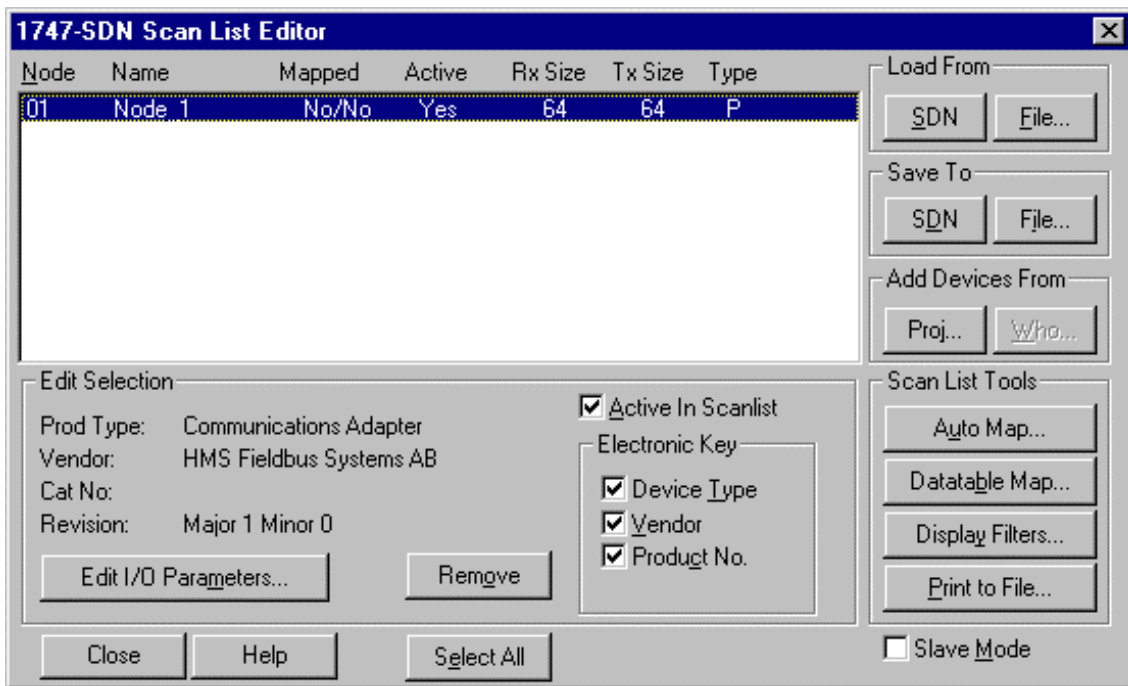 1747-SDN Scan List Editor
Node Name Mapped Active Rx Size Tx Size Type
01 Node_1 No/No Yes 64 64 P
Load From
SDN File...
Save To
SDN File...
Add Devices From
Proj... Who...
Edit Selection
Prod Type: Communications Adapter
Vendor: HMS Fieldbus Systems AB
Cat No:
Revision: Major 1 Minor 0
Edit I/O Parameters...
Remove
Active In Scanlist
Electronic Key
Device Type
Vendor
Product No.
Scan List Tools
Auto Map...
Datatable Map...
Display Filters...
Print to File...
Close Help Select All
Slave Mode